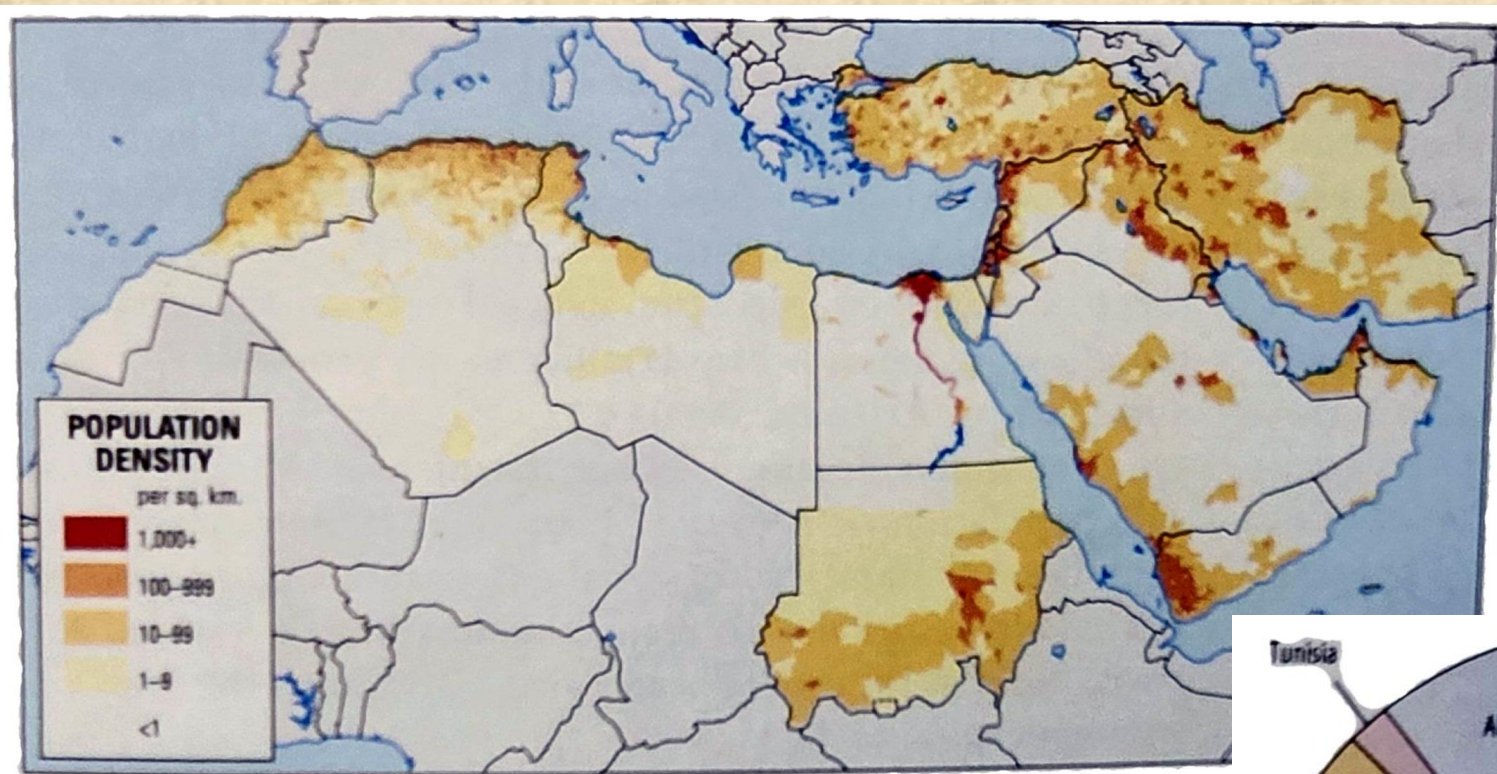 POPULATION
DENSITY
per sq. km.
1,000+
100–999
10–99
1–9
<1
Tunisia
A